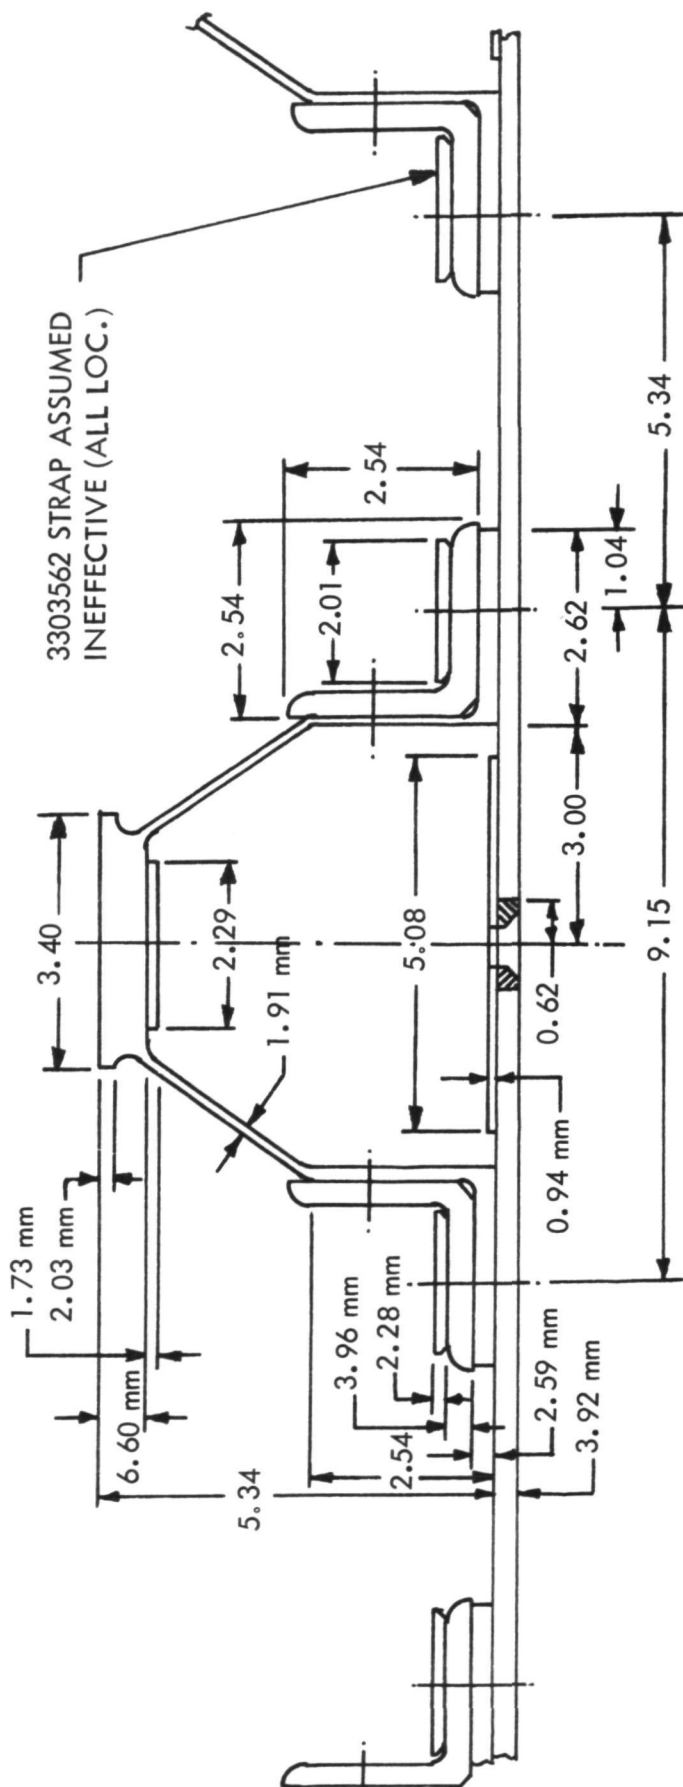 3303562 STRAP ASSUMED
INEFFECTIVE (ALL LOC.)
1.73 mm
2.03 mm
6.60 mm
5.34
3.40
2.29
1.91 mm
2.54
2.01
2.54
3.96 mm
2.28 mm
2.54
2.59 mm
3.92 mm
5.08
0.94 mm
0.62
3.00
2.62
1.04
9.15
5.34